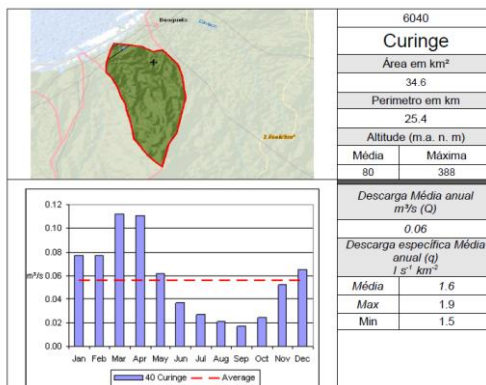 Benguela
6040
Curinge
Área em km²
34.6
Perimetro em km
25.4
Altitude (m.a. n. m)
Média Máxima
80 388
Descarga Média anual
m³/s (Q)
0.06
Descarga específica Média
anual (q)
l s⁻¹ km⁻²
Média 1.6
Max 1.9
Min 1.5
0.12
0.10
0.08
m³/s 0.06
0.04
0.02
0.00
Jan Feb Mar Apr May Jun Jul Aug Sep Oct Nov Dec
40 Curinge Average